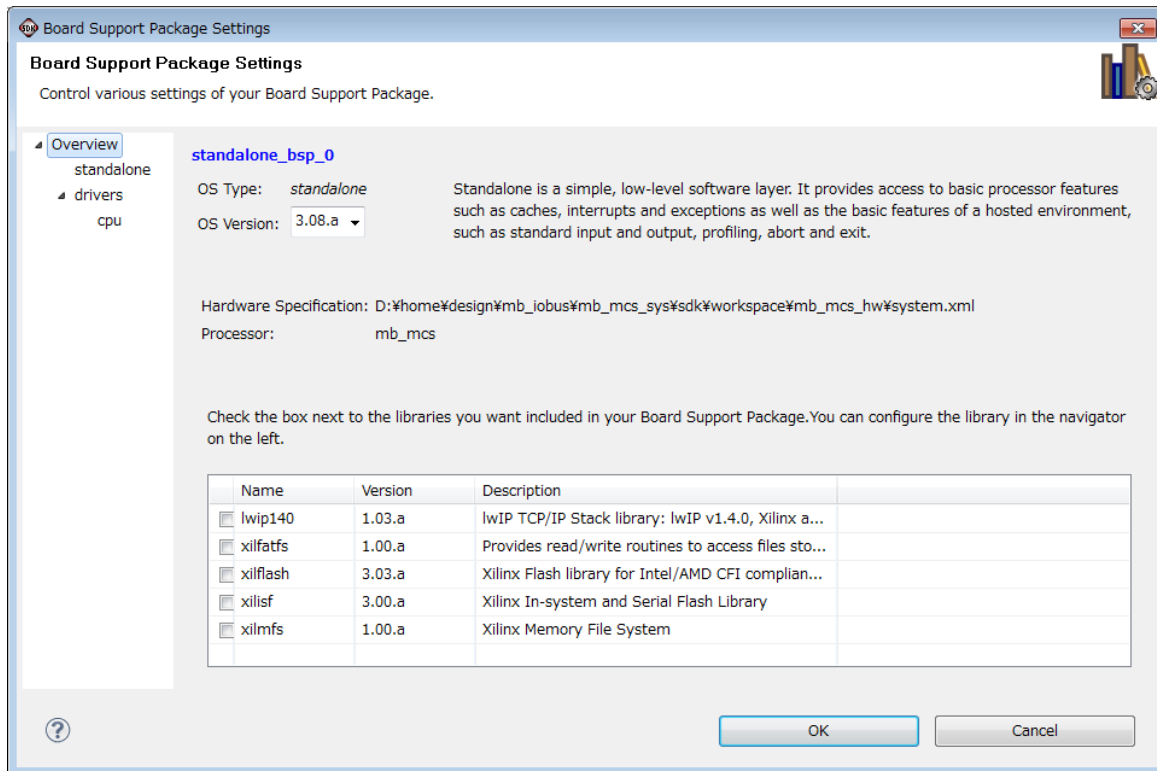 Board Support Package Settings
Board Support Package Settings
Control various settings of your Board Support Package.
Overview
standalone
drivers
cpu
standalone_bsp_0
OS Type: standalone
OS Version: 3.08.a
Standalone is a simple, low-level software layer. It provides access to basic processor features
such as caches, interrupts and exceptions as well as the basic features of a hosted environment,
such as standard input and output, profiling, abort and exit.
Hardware Specification: D:¥home¥design¥mb_iobus¥mb_mcs_sys¥sdk¥workspace¥mb_mcs_hw¥system.xml
Processor: mb_mcs
Check the box next to the libraries you want included in your Board Support Package.You can configure the library in the navigator
on the left.
Name Version Description
lwip140 1.03.a lwIP TCP/IP Stack library: lwIP v1.4.0, Xilinx a...
xilfatfs 1.00.a Provides read/write routines to access files sto...
xilflash 3.03.a Xilinx Flash library for Intel/AMD CFI complian...
xilisf 3.00.a Xilinx In-system and Serial Flash Library
xilmfs 1.00.a Xilinx Memory File System
?
OK Cancel